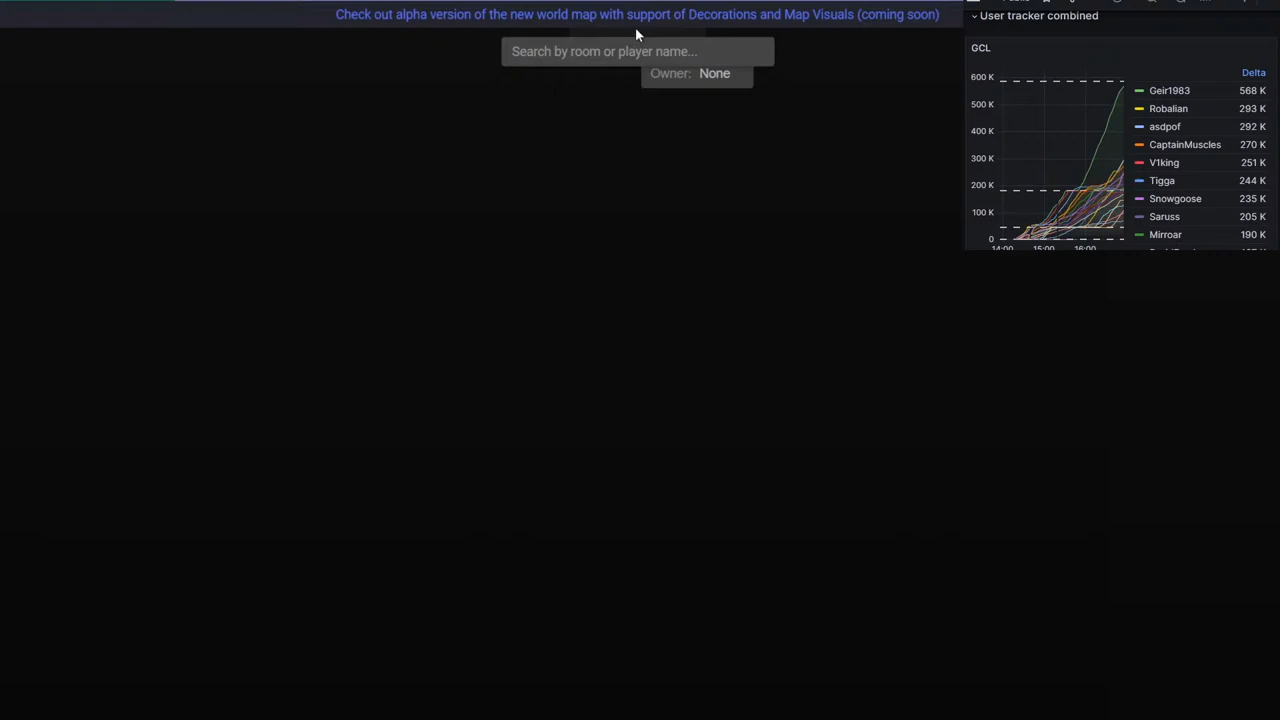 Check out alpha version of the new world map with support of Decorations and Map Visuals (coming soon)
Search by room or player name...
Owner: None
User tracker combined
GCL
Delta
600 K
500 K
400 K
300 K
200 K
100 K
0
14:00 15:00 16:00
Geir1983 568 K
Robalian 293 K
asdpof 292 K
CaptainMuscles 270 K
V1king 251 K
Tigga 244 K
Snowgoose 235 K
Saruss 205 K
Mirroar 190 K